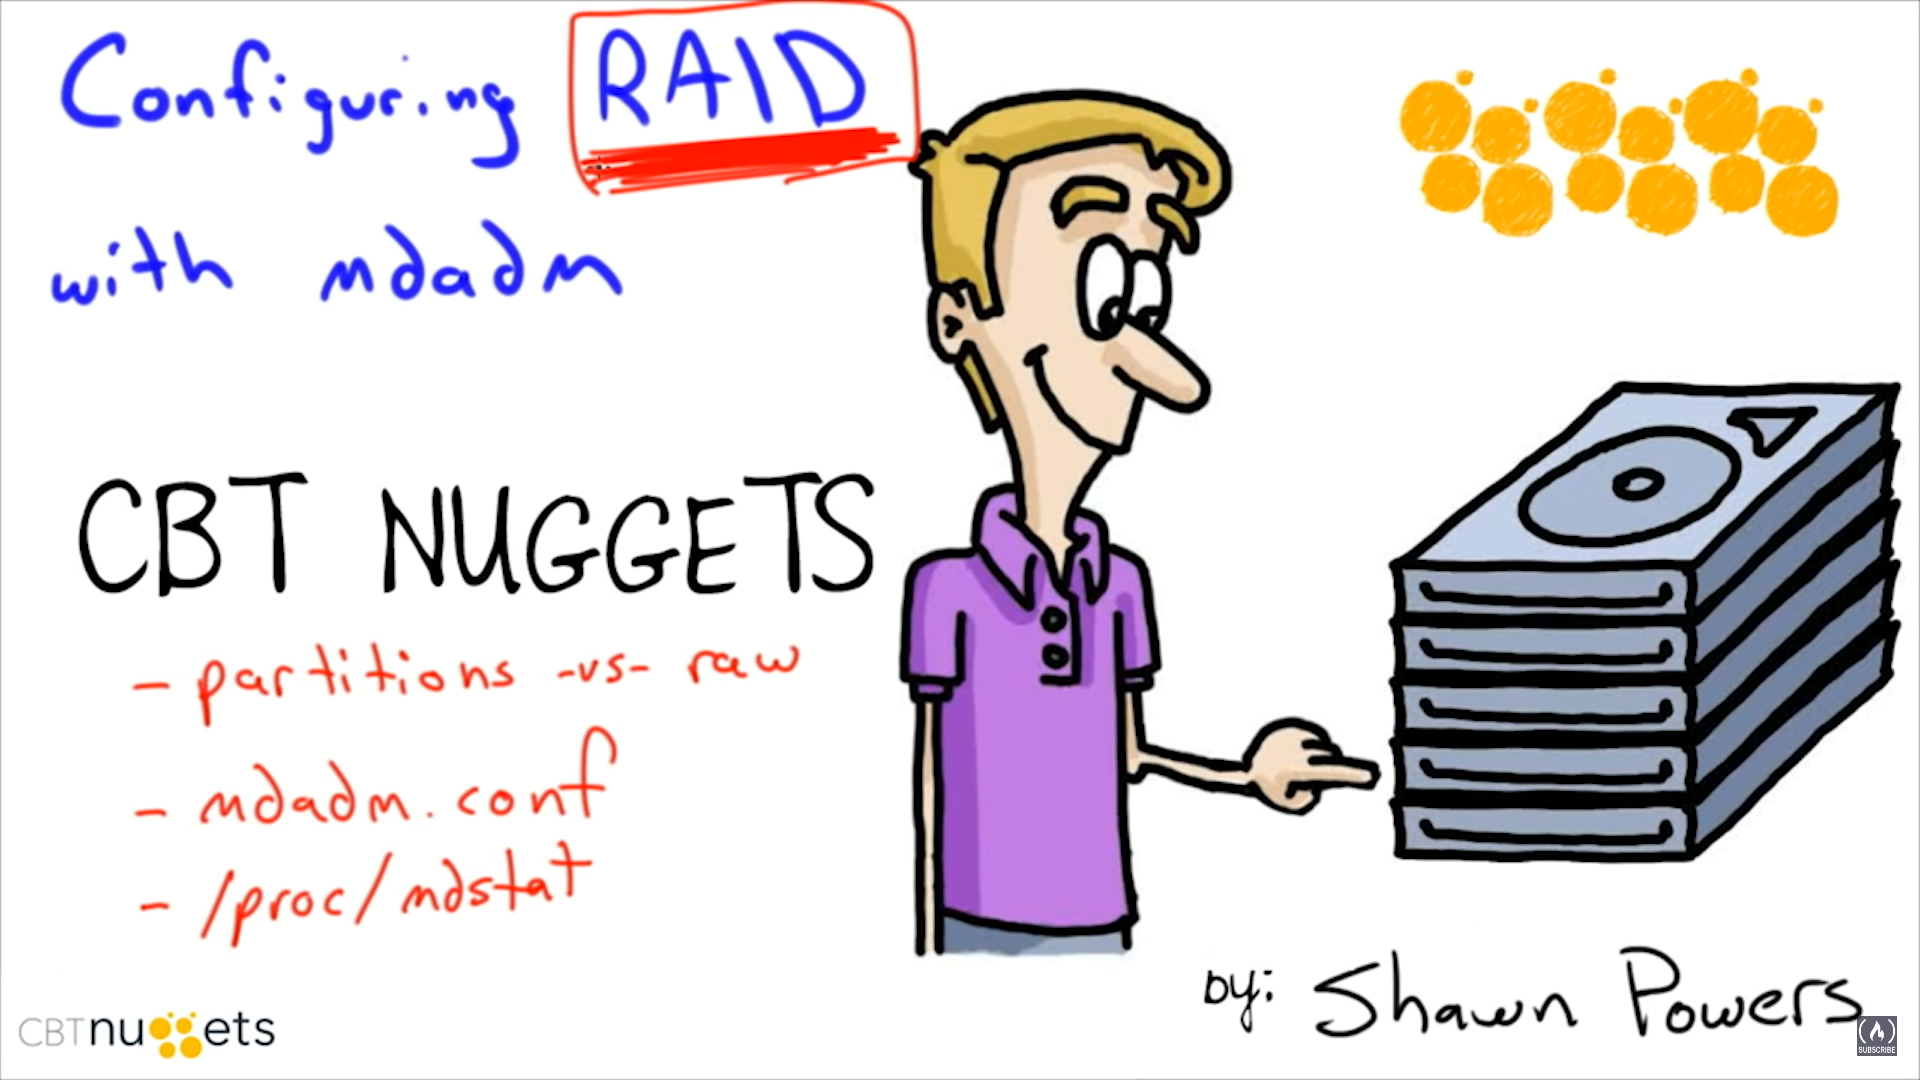 Configuring RAID
with mdadm
CBT NUGGETS
- partitions -vs- raw
- mdadm.conf
- /proc/mdstat
by: Shawn Powers
CBTnuggets
SUBSCRIBE